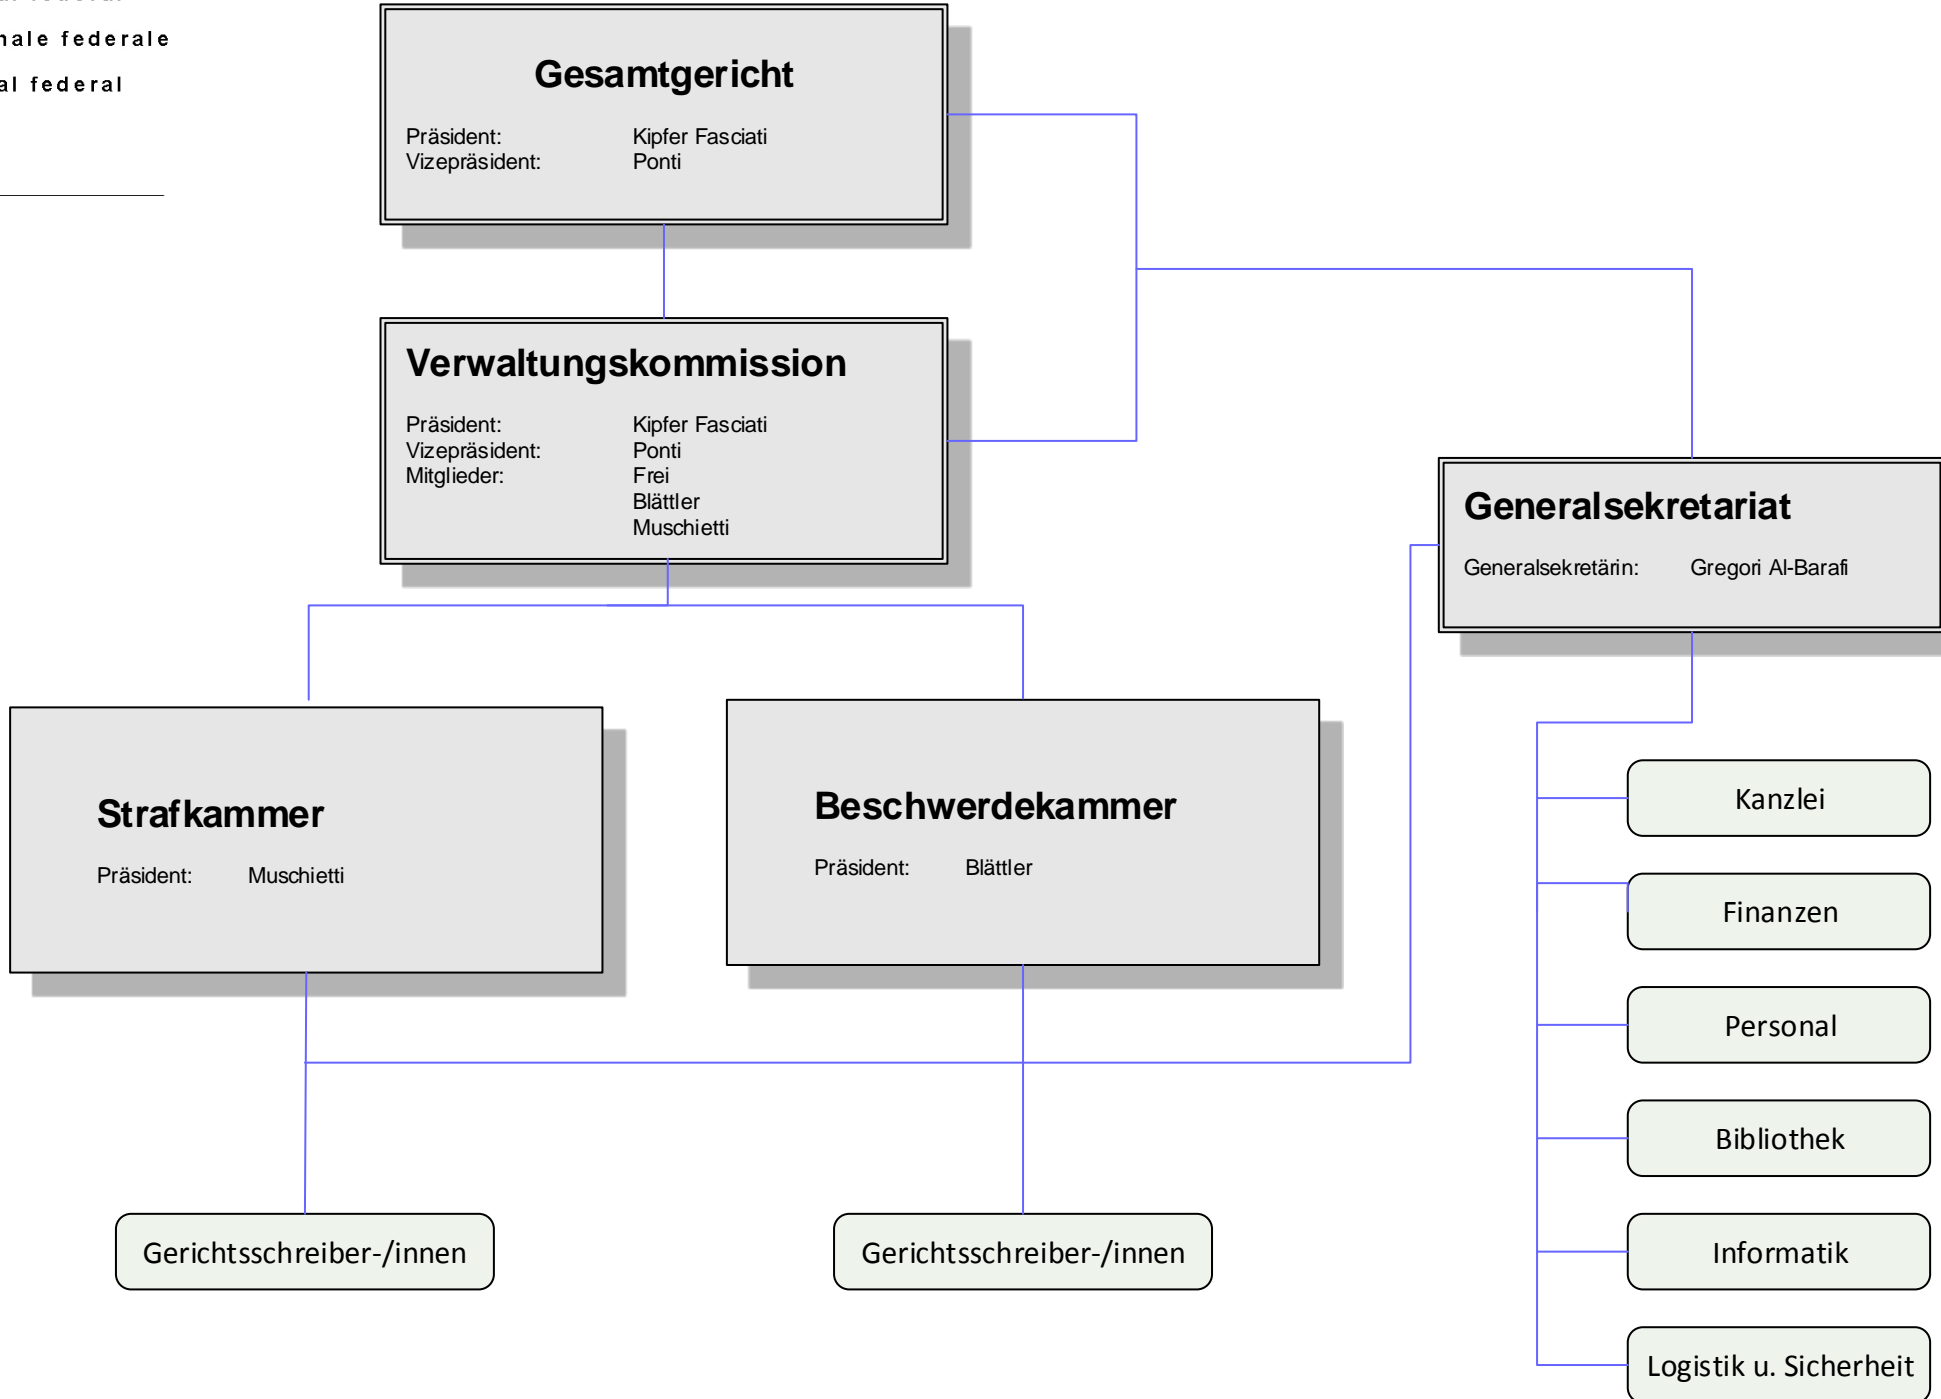 nale federale
al federal
Gesamtgericht
Präsident: Kipfer Fasciati
Vizepräsident: Ponti
Verwaltungskommission
Präsident: Kipfer Fasciati
Vizepräsident: Ponti
Mitglieder: Frei
Blättler
Muschietti
Generalsekretariat
Generalsekretärin: Gregori Al-Barafi
Strafkammer
Präsident: Muschietti
Beschwerdekammer
Präsident: Blättler
Kanzlei
Finanzen
Personal
Bibliothek
Informatik
Logistik u. Sicherheit
Gerichtsschreiber-/innen
Gerichtsschreiber-/innen